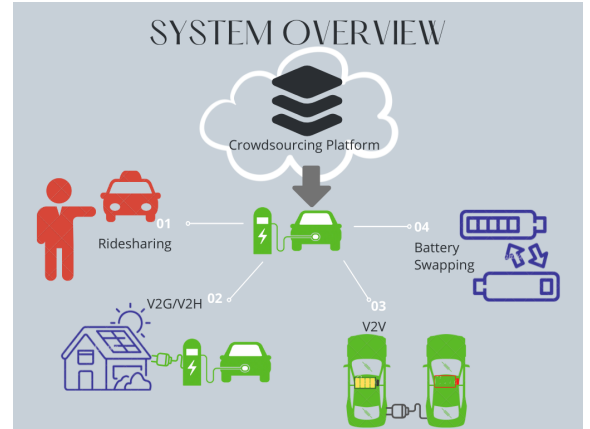 SYSTEM OVERVIEW
Crowdsourcing Platform
01
Ridesharing
04
Battery
Swapping
V2G/V2H 02
03
V2V